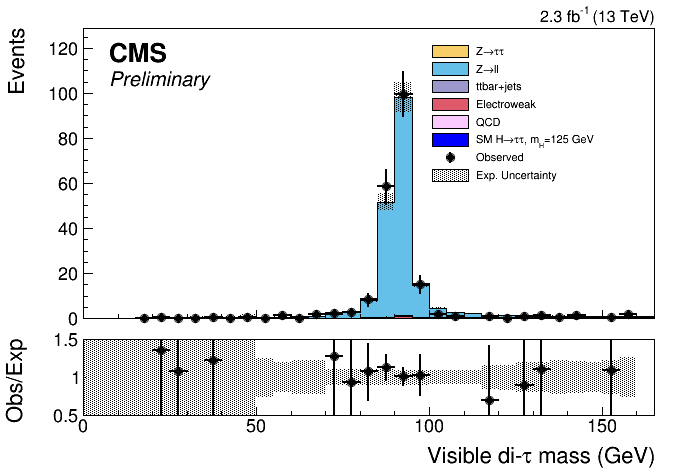 2.3 fb⁻¹ (13 TeV)
CMS
Preliminary
Events
120
100
80
60
40
20
0
Z→ττ
Z→ll
ttbar+jets
Electroweak
QCD
SM H→ττ, m_H=125 GeV
Observed
Exp. Uncertainty
Obs/Exp
1.5
1
0.5
0 50 100 150
Visible di-τ mass (GeV)